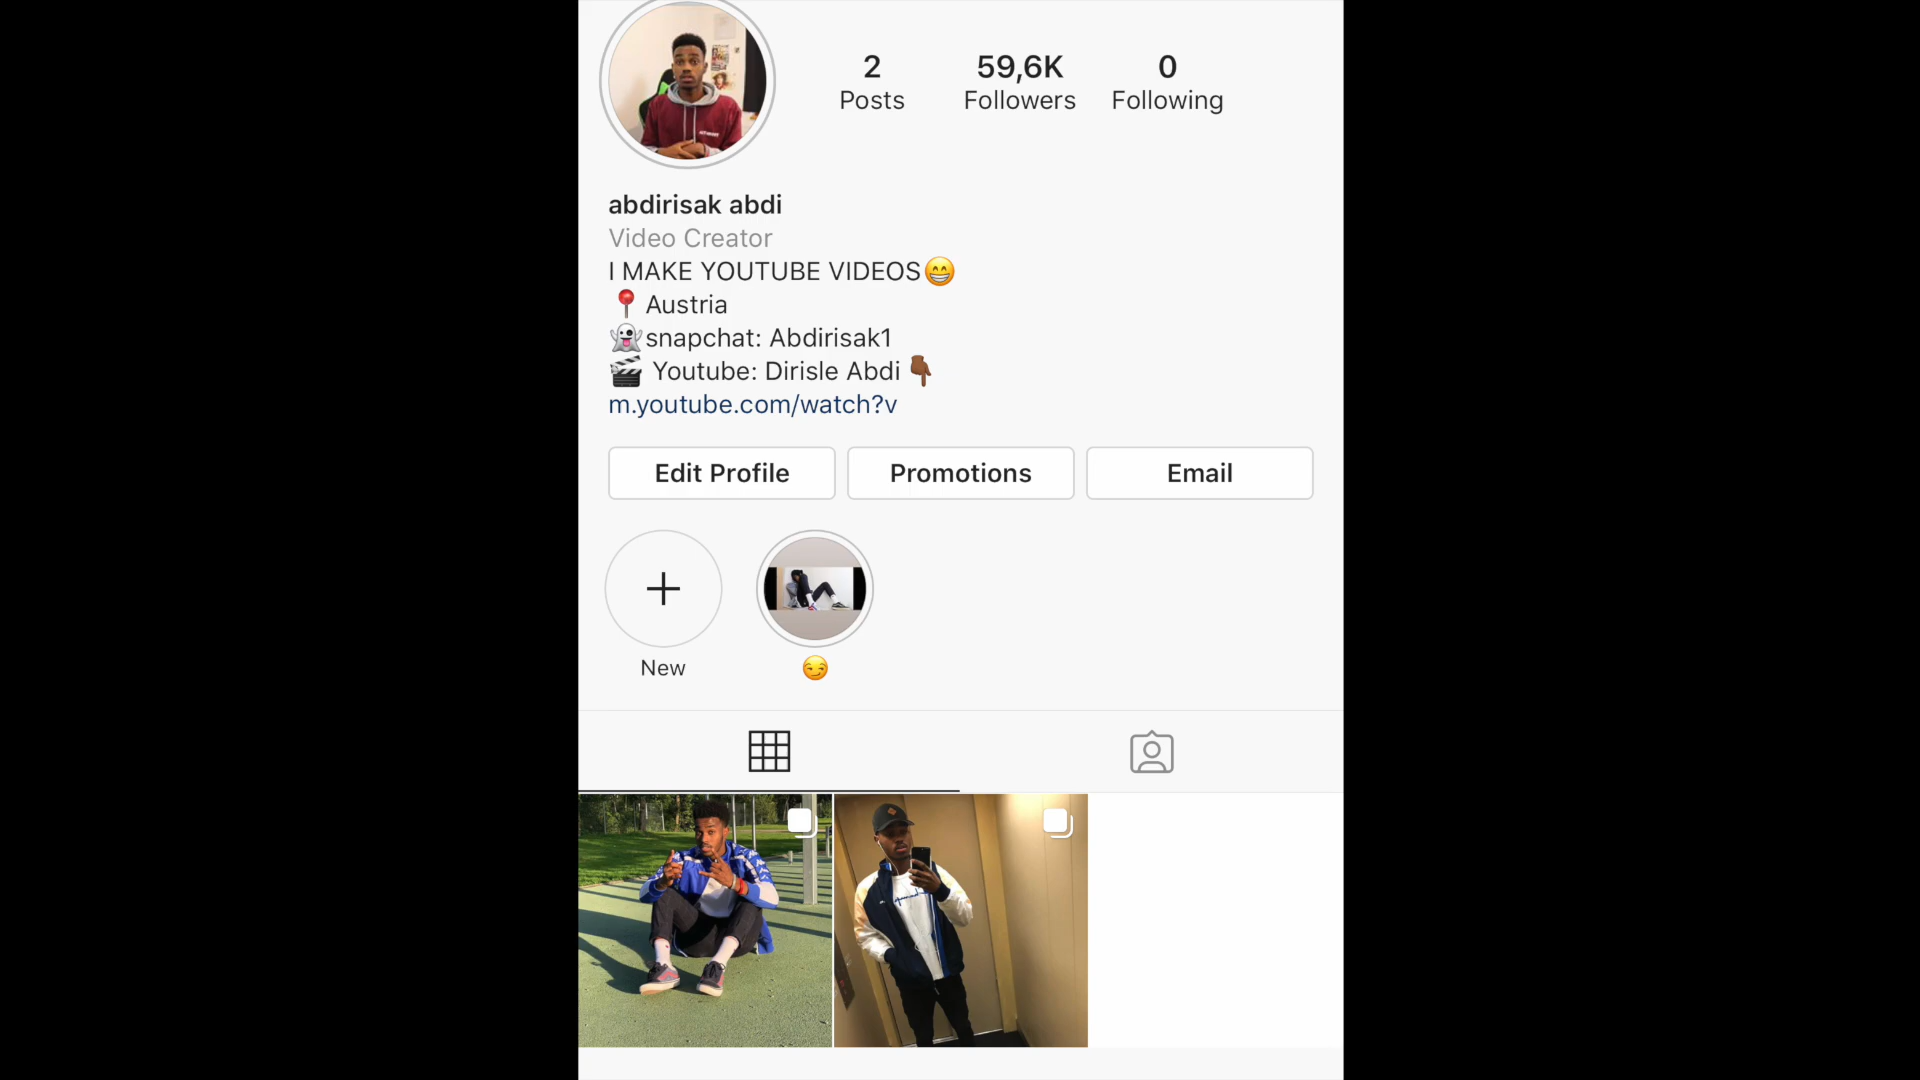 2 59,6K 0
Posts Followers Following
abdirisak abdi
Video Creator
I MAKE YOUTUBE VIDEOS😁
📍Austria
👻snapchat: Abdirisak1
🎬 Youtube: Dirisle Abdi 👇🏾
m.youtube.com/watch?v
Edit Profile Promotions Email
New 😏